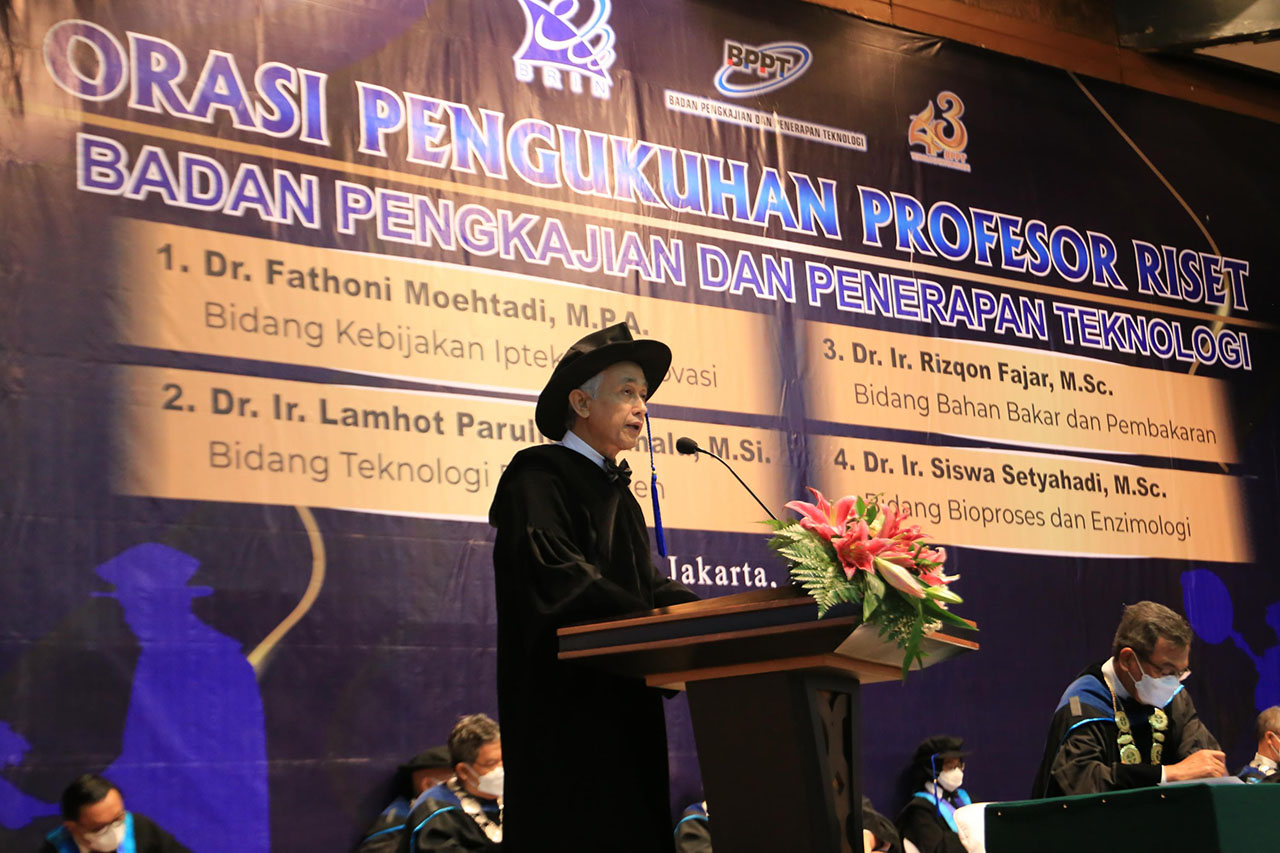 BRIN
BPPT
BADAN PENGKAJIAN DAN PENERAPAN TEKNOLOGI
43
BPPT
ORASI PENGUKUHAN PROFESOR RISET
BADAN PENGKAJIAN DAN PENERAPAN TEKNOLOGI
1. Dr. Fathoni Moehtadi, M.P.A.
Bidang Kebijakan Iptek
2. Dr. Ir. Lamhot M.Si.
Bidang Teknologi
3. Dr. Ir. Rizqon Fajar, M.Sc.
Bidang Bahan Bakar dan Pembakaran
4. Dr. Ir. Siswa Setyahadi, M.Sc.
Bidang Bioproses dan Enzimologi
Jakarta,